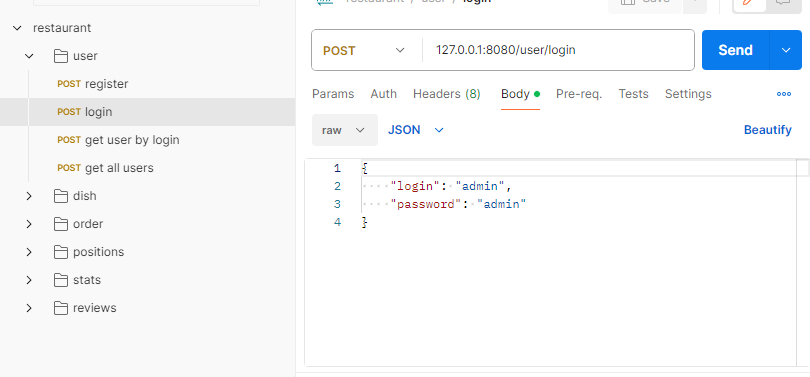 restaurant / user / login
Save
restaurant
user
POST register
POST login
POST get user by login
POST get all users
dish
order
positions
stats
reviews
POST 127.0.0.1:8080/user/login Send
Params Auth Headers (8) Body Pre-req. Tests Settings
raw JSON Beautify
1 {
2 "login": "admin",
3 "password": "admin"
4 }